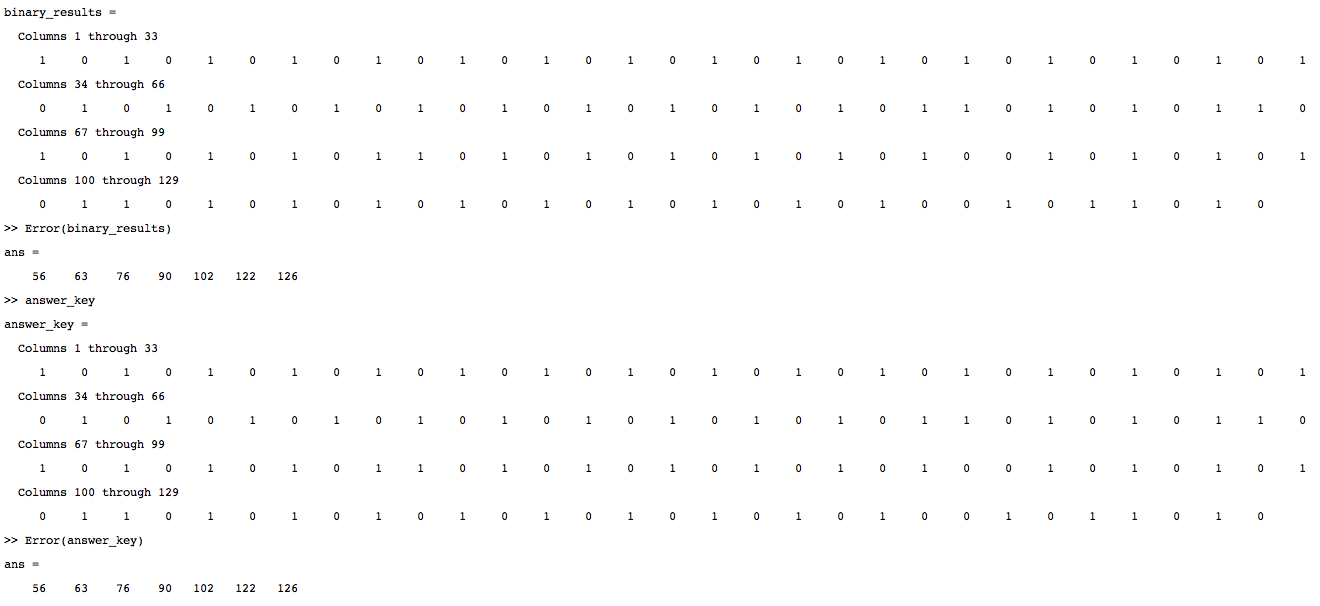 binary_results =
Columns 1 through 33
1 0 1 0 1 0 1 0 1 0 1 0 1 0 1 0 1 0 1 0 1 0 1 0 1 0 1 0 1 0 1
Columns 34 through 66
0 1 0 1 0 1 0 1 0 1 0 1 0 1 0 1 0 1 0 1 0 1 1 0 1 0 1 0 1 1 0
Columns 67 through 99
1 0 1 0 1 0 1 0 1 1 0 1 0 1 0 1 0 1 0 1 0 1 0 0 1 0 1 0 1 0 1
Columns 100 through 129
0 1 1 0 1 0 1 0 1 0 1 0 1 0 1 0 1 0 1 0 1 0 0 1 0 1 1 0 1 0
>> Error(binary_results)
ans =
56 63 76 90 102 122 126
>> answer_key
answer_key =
Columns 1 through 33
1 0 1 0 1 0 1 0 1 0 1 0 1 0 1 0 1 0 1 0 1 0 1 0 1 0 1 0 1 0 1
Columns 34 through 66
0 1 0 1 0 1 0 1 0 1 0 1 0 1 0 1 0 1 0 1 0 1 1 0 1 0 1 0 1 1 0
Columns 67 through 99
1 0 1 0 1 0 1 0 1 1 0 1 0 1 0 1 0 1 0 1 0 1 0 0 1 0 1 0 1 0 1
Columns 100 through 129
0 1 1 0 1 0 1 0 1 0 1 0 1 0 1 0 1 0 1 0 1 0 0 1 0 1 1 0 1 0
>> Error(answer_key)
ans =
56 63 76 90 102 122 126